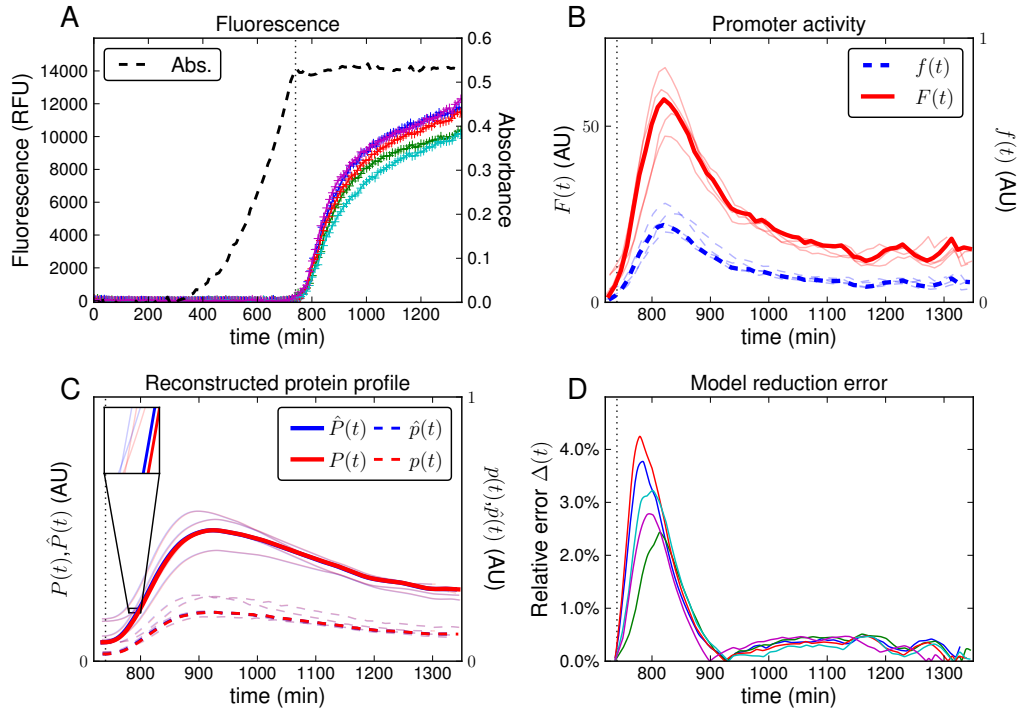 A
Fluorescence
Abs.
14000
12000
10000
8000
6000
4000
2000
0
Fluorescence (RFU)
0.6
0.5
0.4
0.3
0.2
0.1
0.0
Absorbance
0 200 400 600 800 1000 1200
time (min)
B
Promoter activity
f(t)
F(t)
50
0
F(t) (AU)
1
0
f(t) (AU)
800 900 1000 1100 1200 1300
time (min)
C
Reconstructed protein profile
P̂(t) p̂(t)
P(t) p(t)
0
P(t),P̂(t) (AU)
1
0
p(t),p̂(t) (AU)
800 900 1000 1100 1200 1300
time (min)
D
Model reduction error
4.0%
3.0%
2.0%
1.0%
0.0%
Relative error Δ(t)
800 900 1000 1100 1200 1300
time (min)